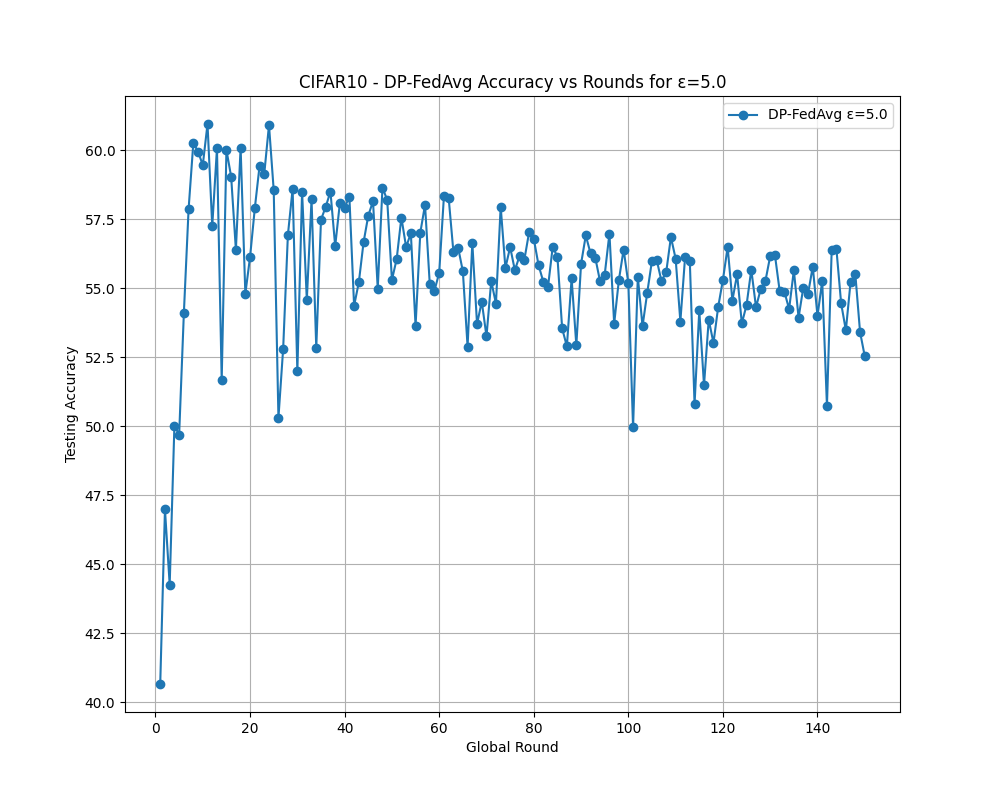 CIFAR10 - DP-FedAvg Accuracy vs Rounds for ε=5.0
DP-FedAvg ε=5.0
Testing Accuracy
60.0
57.5
55.0
52.5
50.0
47.5
45.0
42.5
40.0
0 20 40 60 80 100 120 140
Global Round